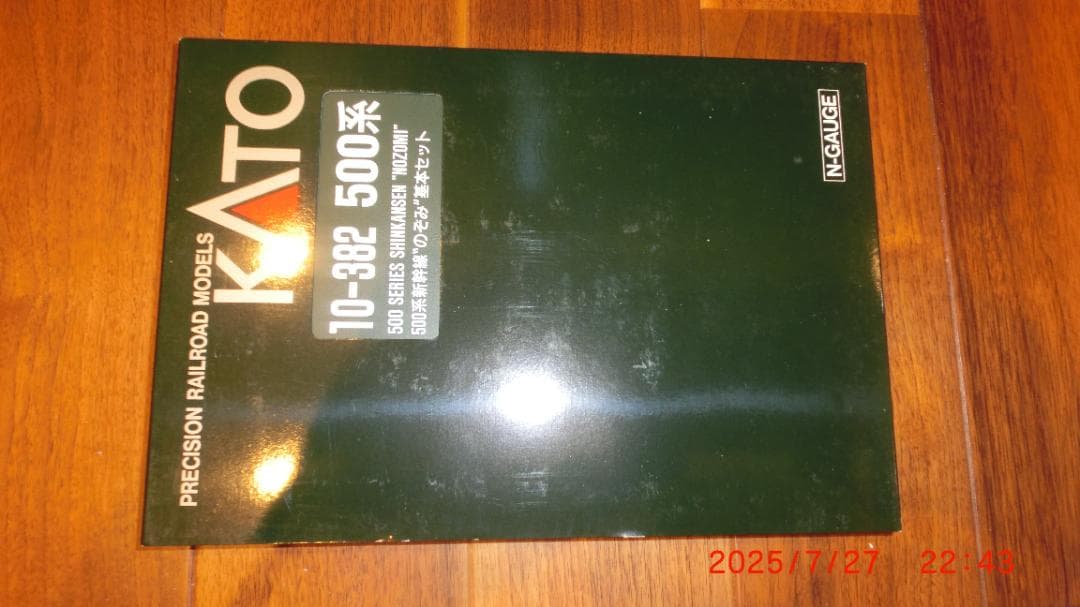 PRECISION RAILROAD MODELS
KATO
10-382 500系
500 SERIES SHINKANSEN "NOZOMI"
500系新幹線"のぞみ"基本セット
N-GAUGE
2025/7/27 22:43